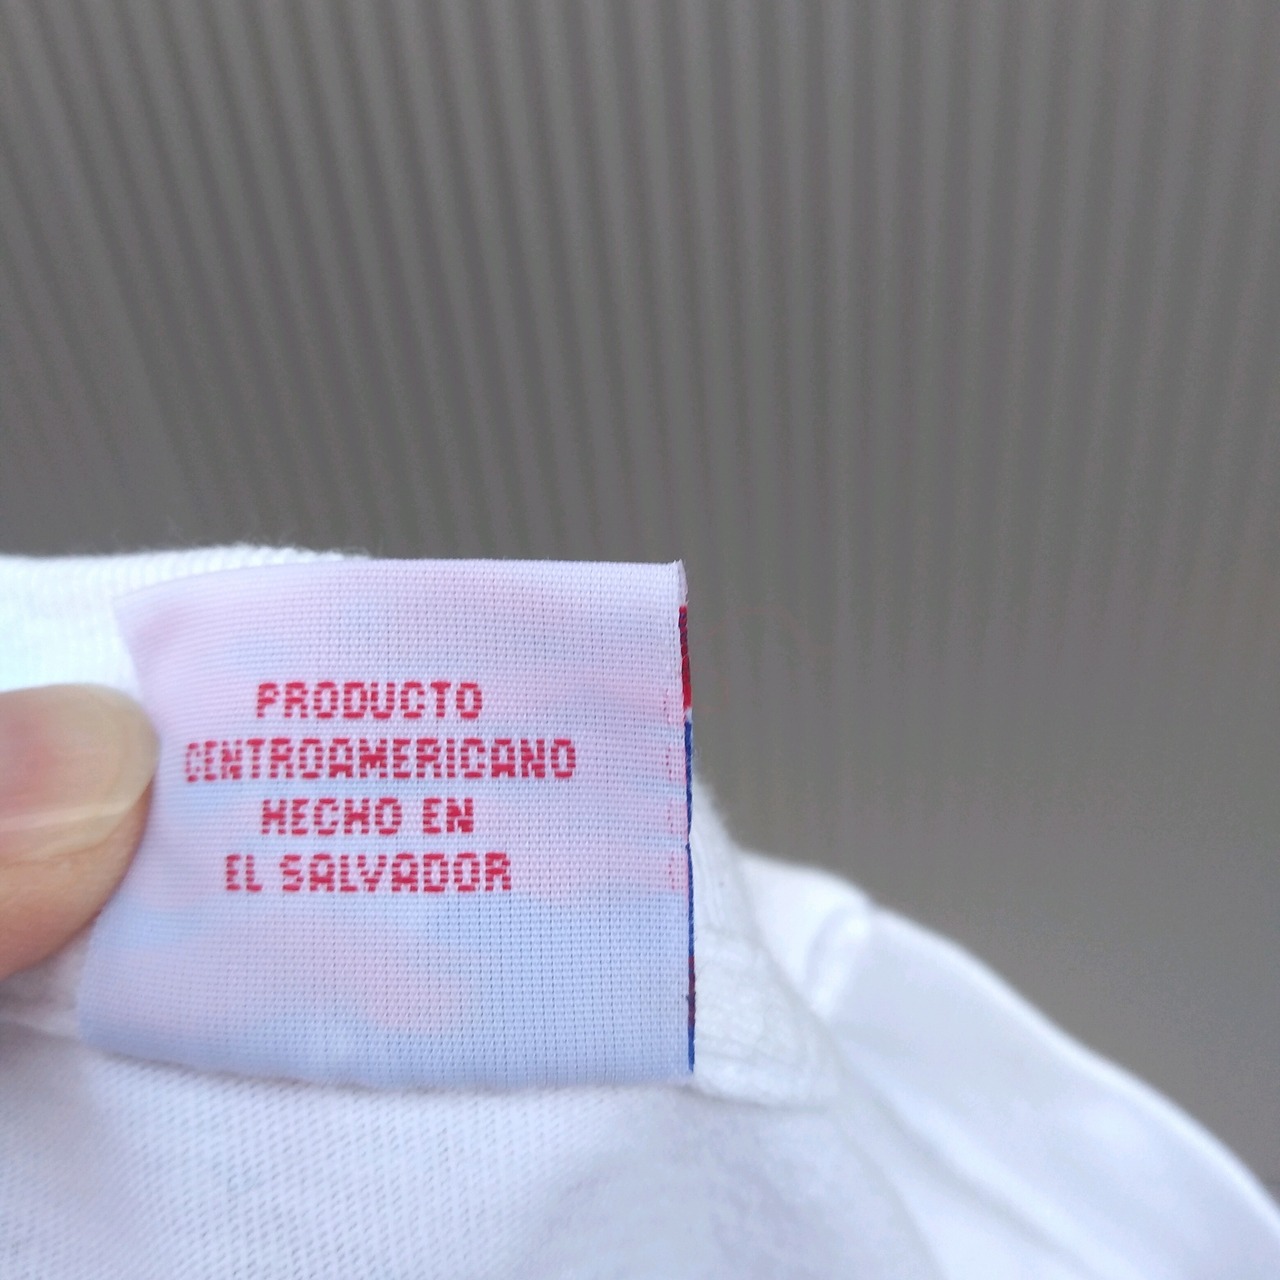 PRODUCTO
CENTROAMERICANO
HECHO EN
EL SALVADOR